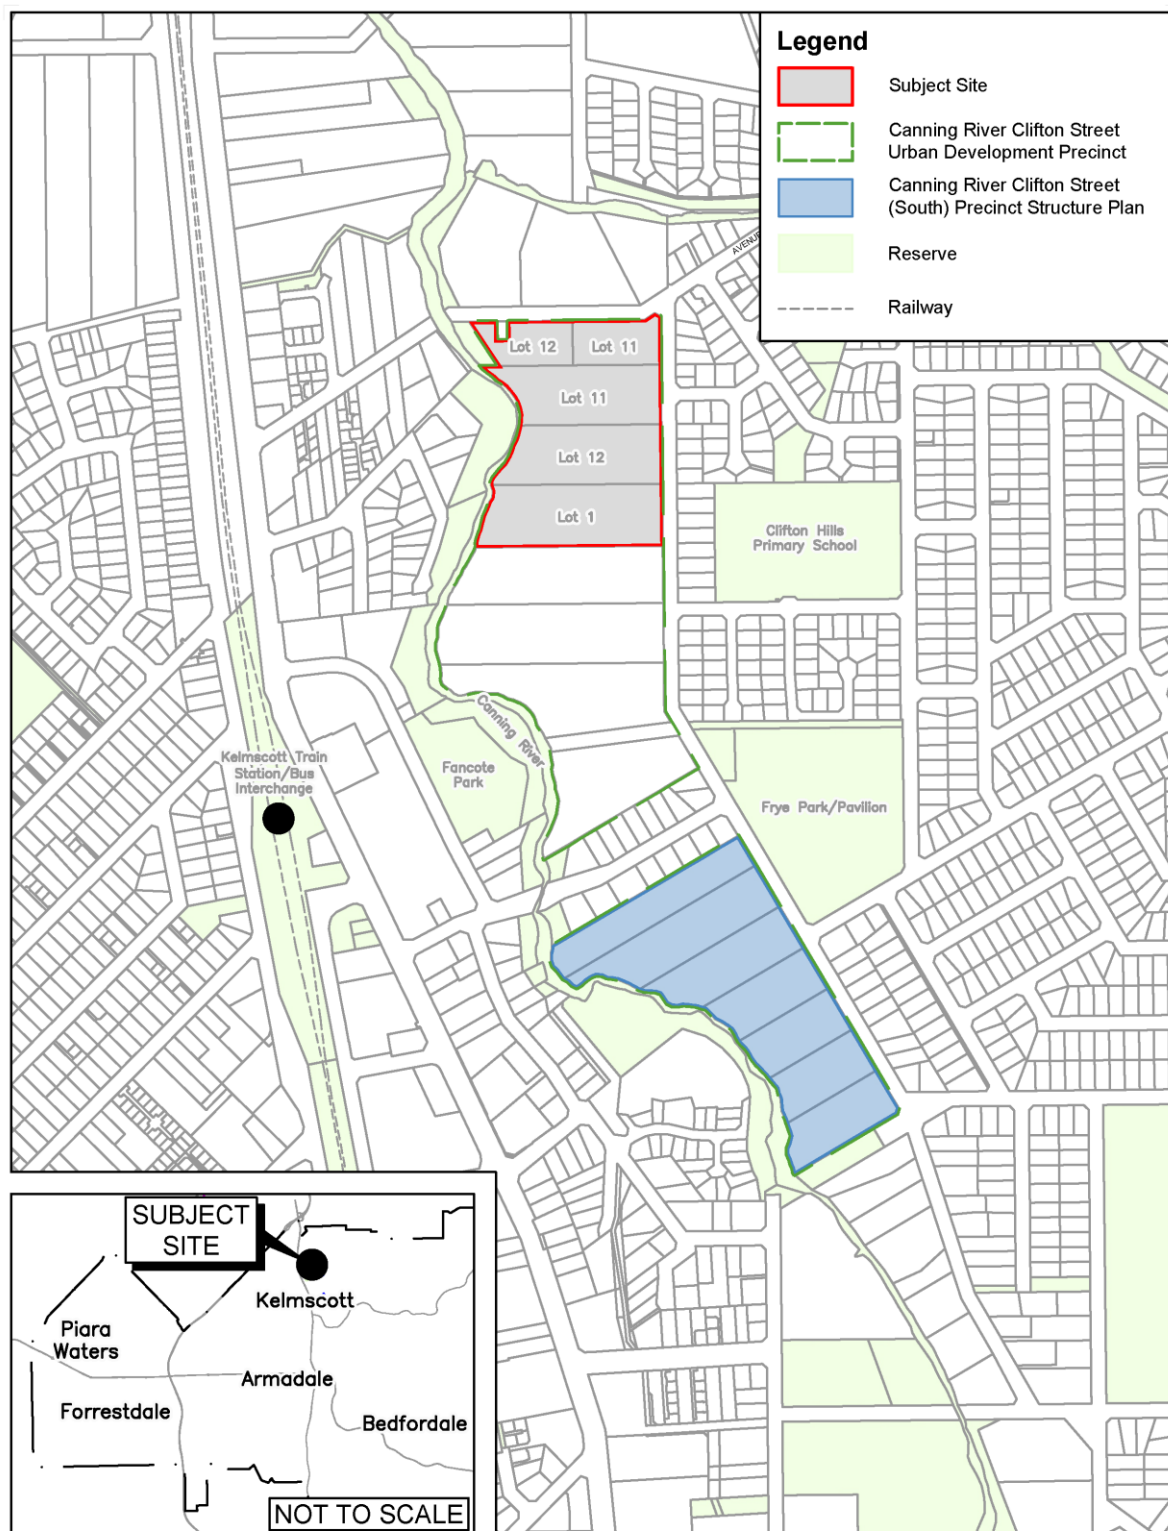 Legend
Subject Site
Canning River Clifton Street
Urban Development Precinct
Canning River Clifton Street
(South) Precinct Structure Plan
Reserve
Railway
AVENUE
Lot 12
Lot 11
Lot 11
Lot 12
Lot 1
Clifton Hills
Primary School
Canning River
Kelmscott Train
Station/Bus
Interchange
Fancote
Park
Frye Park/Pavilion
SUBJECT
SITE
Kelmscott
Piara
Waters
Armadale
Forrestdale
Bedfordale
NOT TO SCALE